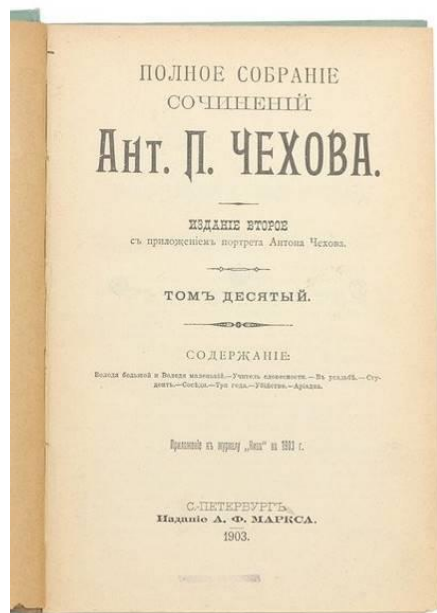 ПОЛНОЕ СОБРАНІЕ
СОЧИНЕНІЙ
АНТ. П. ЧЕХОВА.
ИЗДАНІЕ ВТОРОЕ
съ приложеніемъ портрета Антона Чехова.
ТОМЪ ДЕСЯТЫЙ.
СОДЕРЖАНІЕ:
Володя большой и Володя маленькій.—Учитель словесности.—Въ усадьбѣ.—Сту-
дентъ.—Сосѣди.—Три года.—Убійство.—Аріадна.
Приложеніе къ журналу „Нива" на 1903 г.
С.-ПЕТЕРБУРГЪ.
Изданіе А. Ф. МАРКСА.
1903.